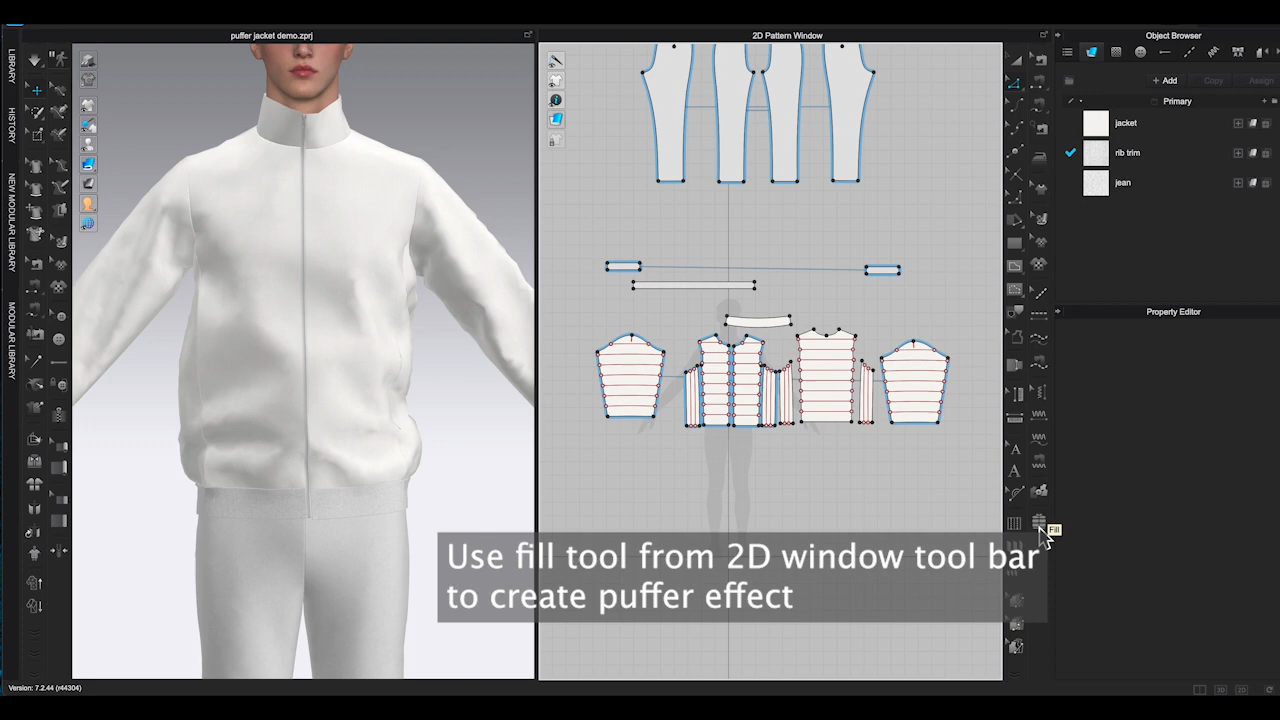 puffer jacket demo.zprj
2D Pattern Window
Object Browser
LIBRARY
HISTORY
NEW MODULAR LIBRARY
MODULAR LIBRARY
+ Add
Copy
Assign
Primary
jacket
rib trim
jean
Property Editor
A
A
Fill
Use fill tool from 2D window tool bar
to create puffer effect
Version: 7.2.44 (r44304)
3D
2D